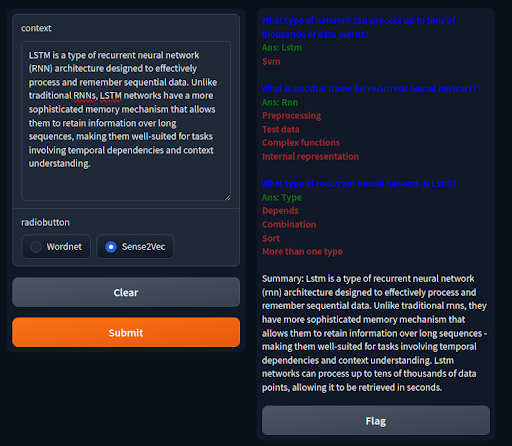 context
LSTM is a type of recurrent neural network
(RNN) architecture designed to effectively
process and remember sequential data. Unlike
traditional RNNs, LSTM networks have a more
sophisticated memory mechanism that allows
them to retain information over long
sequences, making them well-suited for tasks
involving temporal dependencies and context
understanding.
radiobutton
Wordnet
Sense2Vec
Clear
Submit
What type of network can process up to tens of
thousands of data points?
Ans: Lstm
Svm
What is another name for recurrent neural network?
Ans: Rnn
Preprocessing
Test data
Complex functions
Internal representation
What type of recurrent neural network is Lstm?
Ans: Type
Depends
Combination
Sort
More than one type
Summary: Lstm is a type of recurrent neural network
(rnn) architecture designed to effectively process and
remember sequential data. Unlike traditional rnns, they
have more sophisticated memory mechanism that
allows them to retain information over long sequences -
making them well-suited for tasks involving temporal
dependencies and context understanding. Lstm
networks can process up to tens of thousands of data
points, allowing it to be retrieved in seconds.
Flag